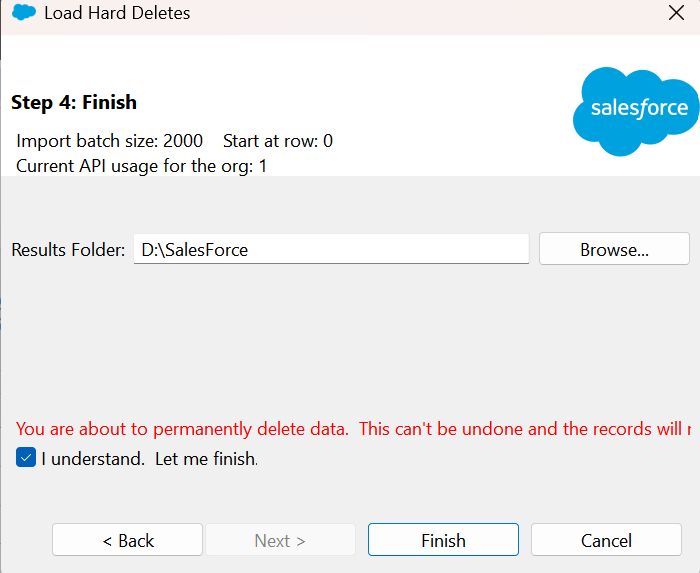 Load Hard Deletes
Step 4: Finish
salesforce
Import batch size: 2000 Start at row: 0
Current API usage for the org: 1
Results Folder: D:\SalesForce Browse...
You are about to permanently delete data. This can't be undone and the records will
I understand. Let me finish.
< Back Next > Finish Cancel